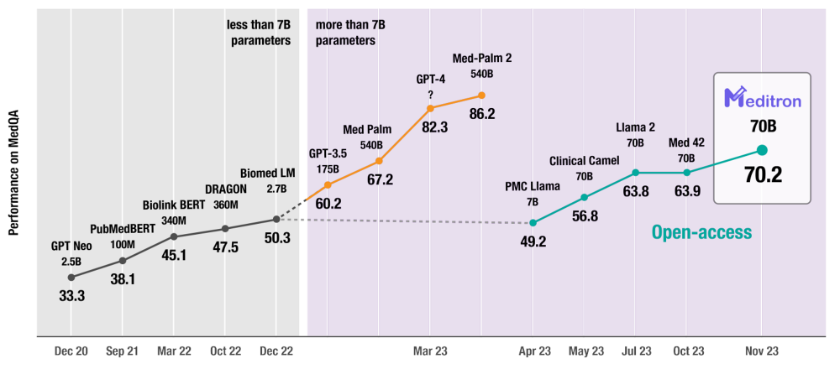 less than 7B
parameters
more than 7B
parameters
Performance on MedQA
GPT Neo
2.5B
33.3
PubMedBERT
100M
38.1
Biolink BERT
340M
45.1
DRAGON
360M
47.5
Biomed LM
2.7B
50.3
GPT-3.5
175B
60.2
Med Palm
540B
67.2
GPT-4
?
82.3
Med-Palm 2
540B
86.2
PMC Llama
7B
49.2
Clinical Camel
70B
56.8
Llama 2
70B
63.8
Med 42
70B
63.9
Meditron
70B
70.2
Open-access
Dec 20
Sep 21
Mar 22
Oct 22
Dec 22
Mar 23
Apr 23
May 23
Jul 23
Oct 23
Nov 23